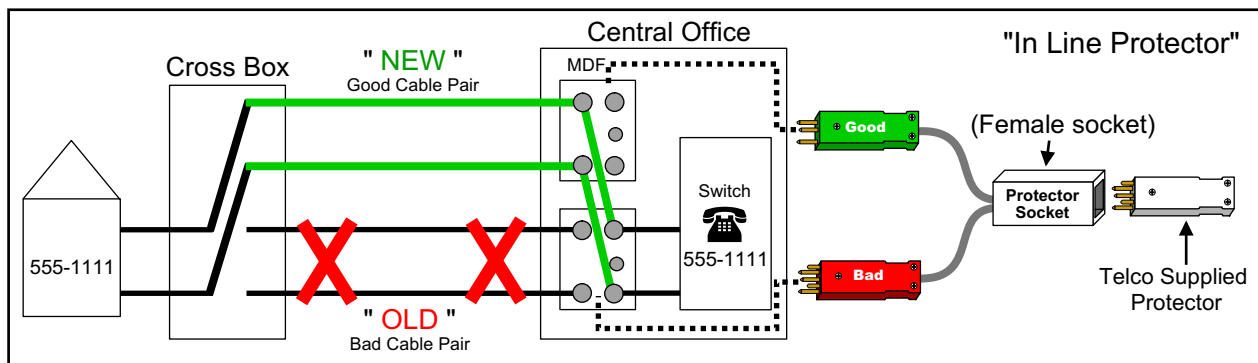 Central Office
"In Line Protector"
Cross Box
" NEW "
Good Cable Pair
MDF
Good
(Female socket)
Protector
Socket
Switch
555-1111
555-1111
Bad
Telco Supplied
Protector
" OLD "
Bad Cable Pair